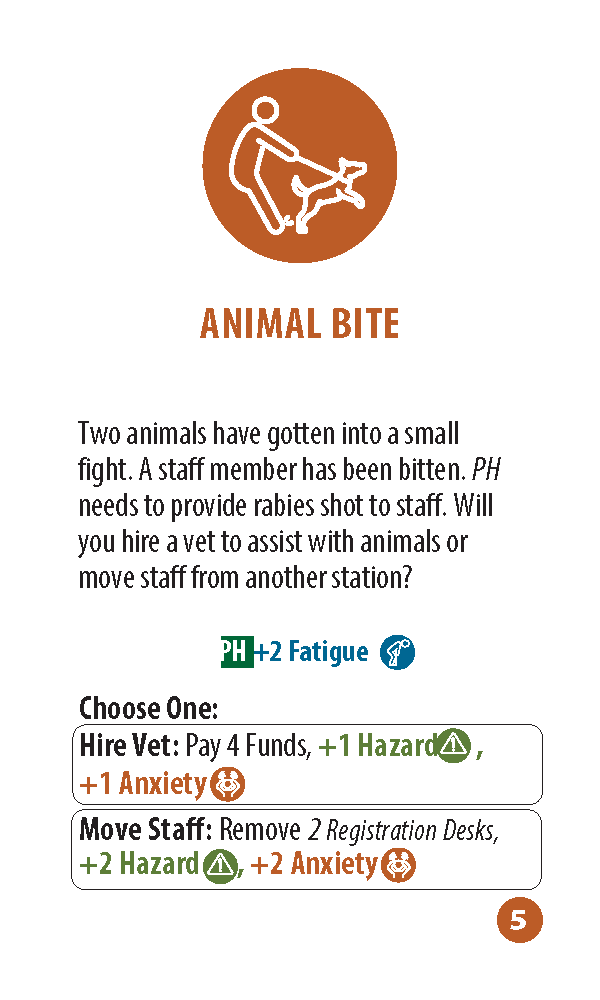 ANIMAL BITE
Two animals have gotten into a small
fight. A staff member has been bitten. PH
needs to provide rabies shot to staff. Will
you hire a vet to assist with animals or
move staff from another station?
PH +2 Fatigue
Choose One:
Hire Vet: Pay 4 Funds, +1 Hazard ,
+1 Anxiety
Move Staff: Remove 2 Registration Desks,
+2 Hazard , +2 Anxiety
5